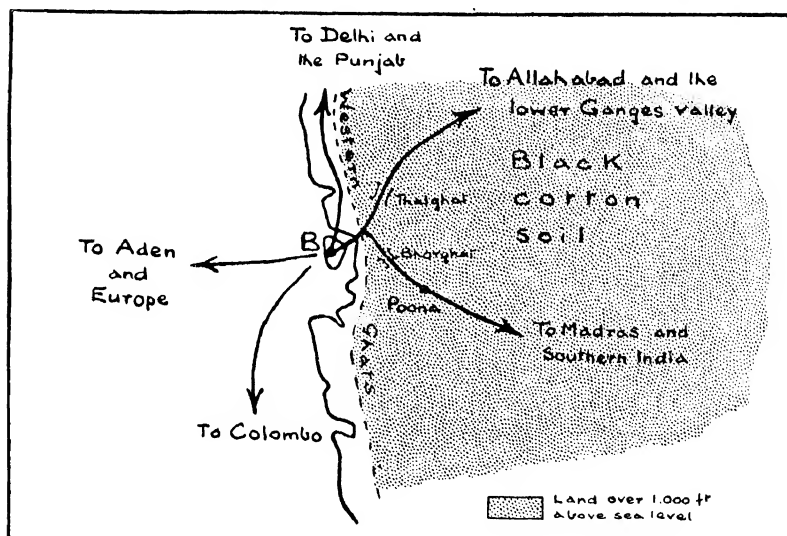 To Delhi and
the Punjab
To Allahabad and the
lower Ganges valley
Western
Black
cotton
soil
Thalghat
B
Bhorghat
To Aden
and
Europe
Poona
Ghats
To Madras and
Southern India
To Colombo
Land over 1.000 ft
above sea level